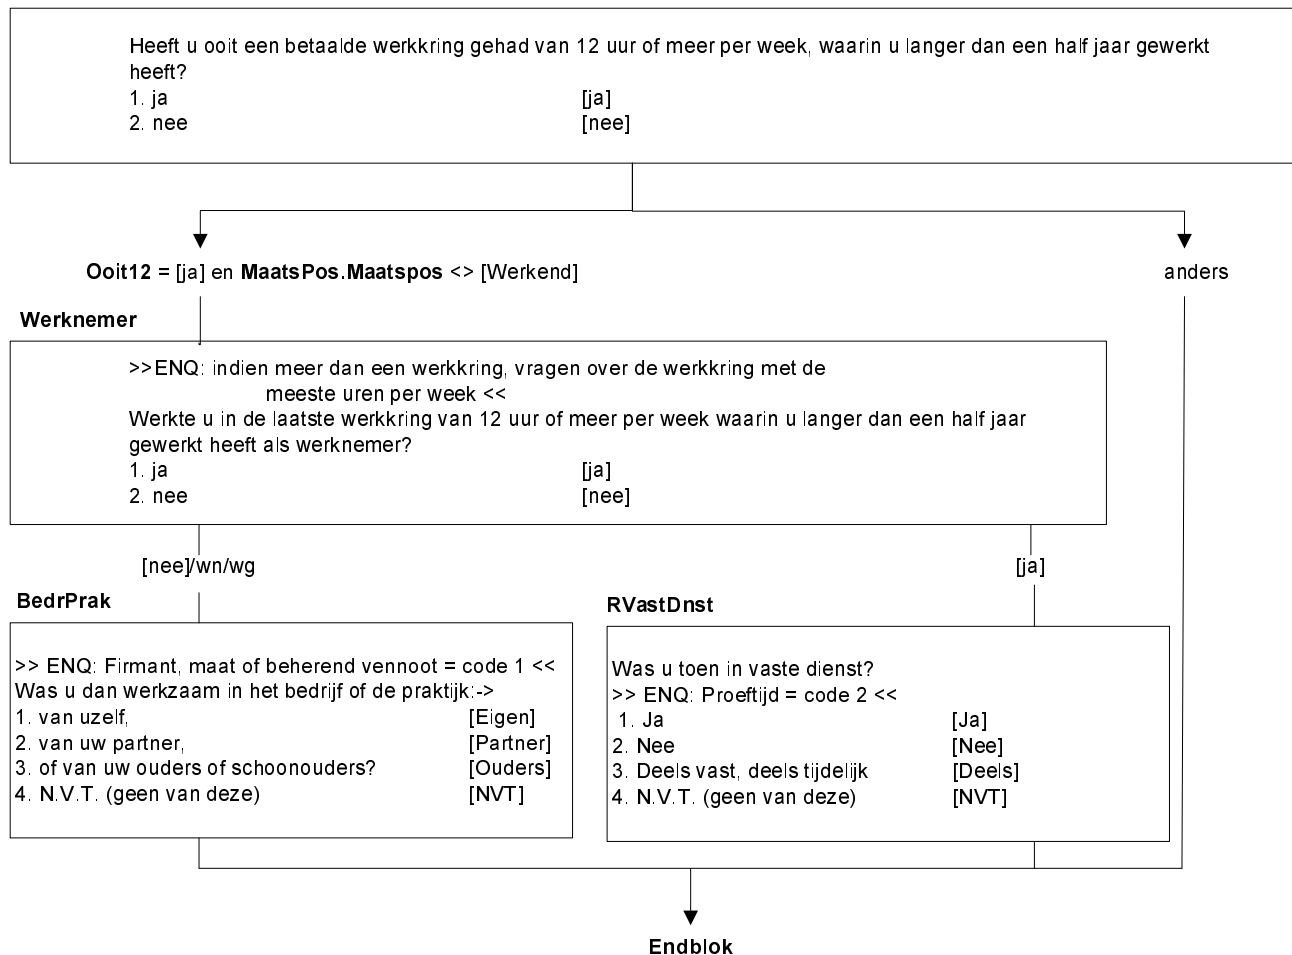 Heeft u ooit een betaalde werkkring gehad van 12 uur of meer per week, waarin u langer dan een half jaar gewerkt
heeft?
1. ja [ja]
2. nee [nee]
Ooit12 = [ja] en MaatsPos.Maatspos <> [Werkend]
anders
Werknemer
>>ENQ: indien meer dan een werkkring, vragen over de werkkring met de
meeste uren per week <<
Werkte u in de laatste werkkring van 12 uur of meer per week waarin u langer dan een half jaar
gewerkt heeft als werknemer?
1. ja [ja]
2. nee [nee]
[nee]/wn/wg
[ja]
BedrPrak
>> ENQ: Firmant, maat of beherend vennoot = code 1 <<
Was u dan werkzaam in het bedrijf of de praktijk:->
1. van uzelf, [Eigen]
2. van uw partner, [Partner]
3. of van uw ouders of schoonouders? [Ouders]
4. N.V.T. (geen van deze) [NVT]
RVastDnst
Was u toen in vaste dienst?
>> ENQ: Proeftijd = code 2 <<
1. Ja [Ja]
2. Nee [Nee]
3. Deels vast, deels tijdelijk [Deels]
4. N.V.T. (geen van deze) [NVT]
Endblok